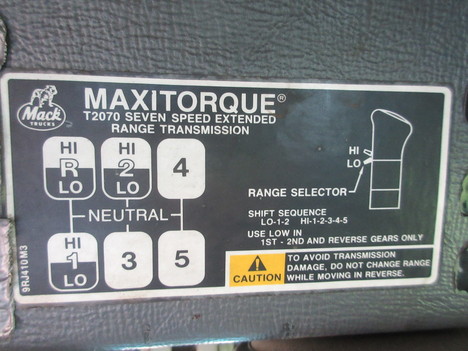 Mack
TRUCKS
MAXITORQUE®
T2070 SEVEN SPEED EXTENDED
RANGE TRANSMISSION
HI HI
R 2 4
LO LO
NEUTRAL
HI
1 3 5
LO
HI
LO
RANGE SELECTOR
SHIFT SEQUENCE
LO-1-2 HI-1-2-3-4-5
USE LOW IN
1ST - 2ND AND REVERSE GEARS ONLY
CAUTION
TO AVOID TRANSMISSION
DAMAGE, DO NOT CHANGE RANGE
WHILE MOVING IN REVERSE.
9RJ410M3